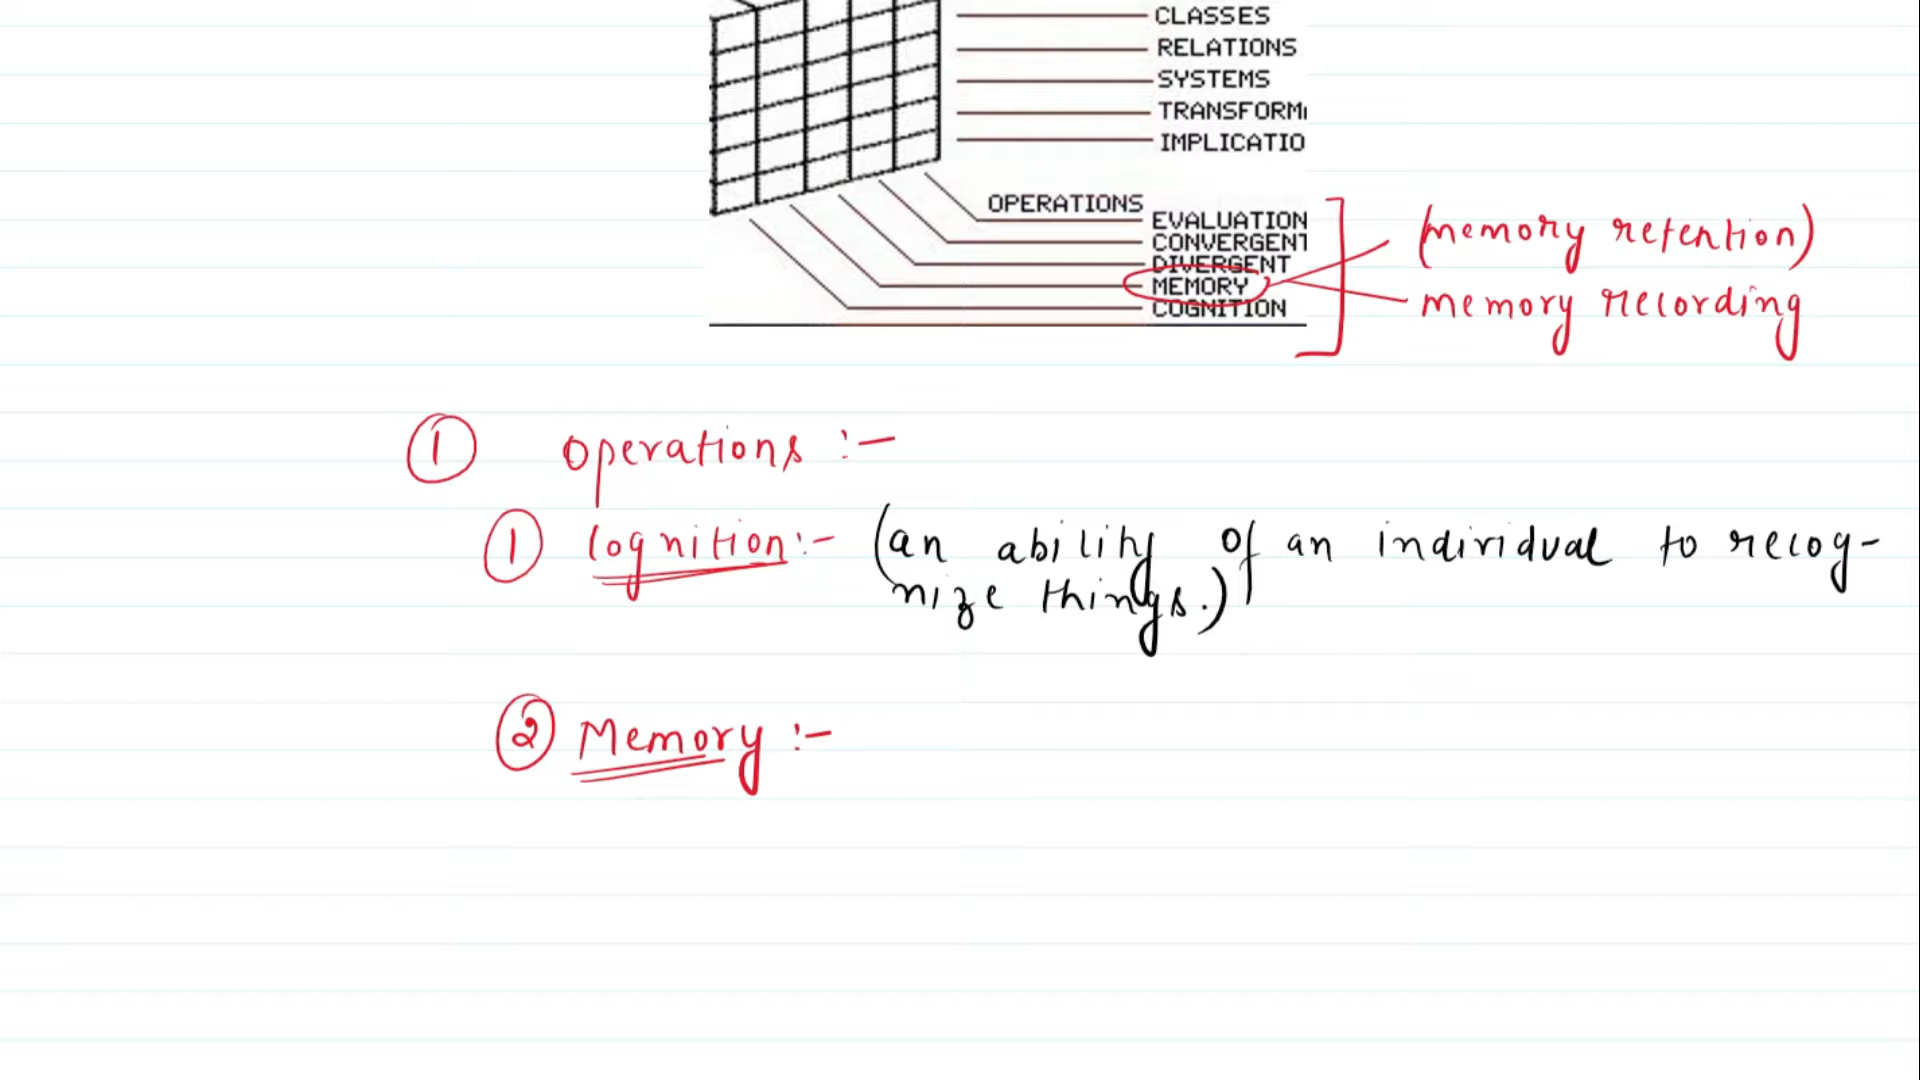 CLASSES
RELATIONS
SYSTEMS
TRANSFORM
IMPLICATIO
OPERATIONS
EVALUATION
CONVERGENT
DIVERGENT
MEMORY
COGNITION
(memory retention)
memory recording
① Operations :-
① Cognition :- (an ability of an individual to recog-
nize things.)
② Memory :-